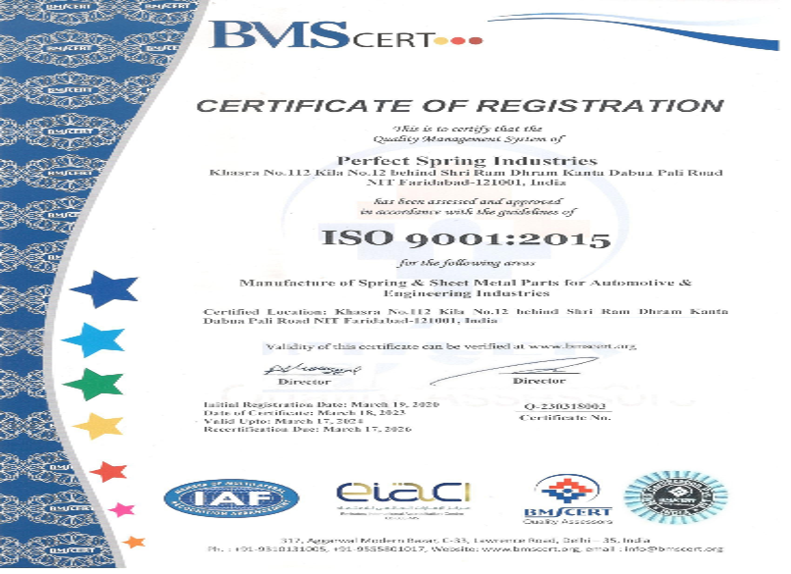 BMSCERT
CERTIFICATE OF REGISTRATION
This is to certify that the
Quality Management System of
Perfect Spring Industries
Khasra No.112 Kila No.12 behind Shri Ram Dhram Kanta Dabua Pali Road
NIT Faridabad-121001, India
has been assessed and approved
in accordance with the guidelines of
ISO 9001:2015
for the following areas
Manufacture of Spring & Sheet Metal Parts for Automotive &
Engineering Industries
Certified Location: Khasra No.112 Kila No.12 behind Shri Ram Dhram Kanta
Dabua Pali Road NIT Faridabad-121001, India
Validity of this certificate can be verified at www.bmscert.org
Director
Director
Initial Registration Date: March 19, 2020
Date of Certificate: March 18, 2023
Valid Upto: March 17, 2024
Recertification Due: March 17, 2026
Q-230318003
Certificate No.
IAF
eiaci
BMSCERT
Quality Assessors
INDIA
317, Aggarwal Modern Bazar, C-33, Lawrence Road, Delhi - 35, India
Ph. : +91-9310131005, +91-9555801017, Website: www.bmscert.org, email : info@bmscert.org